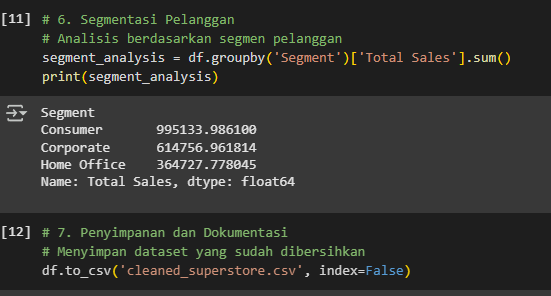 [11] # 6. Segmentasi Pelanggan
# Analisis berdasarkan segmen pelanggan
segment_analysis = df.groupby('Segment')['Total Sales'].sum()
print(segment_analysis)
Segment
Consumer       995133.986100
Corporate      614756.961814
Home Office    364727.778045
Name: Total Sales, dtype: float64
[12] # 7. Penyimpanan dan Dokumentasi
# Menyimpan dataset yang sudah dibersihkan
df.to_csv('cleaned_superstore.csv', index=False)